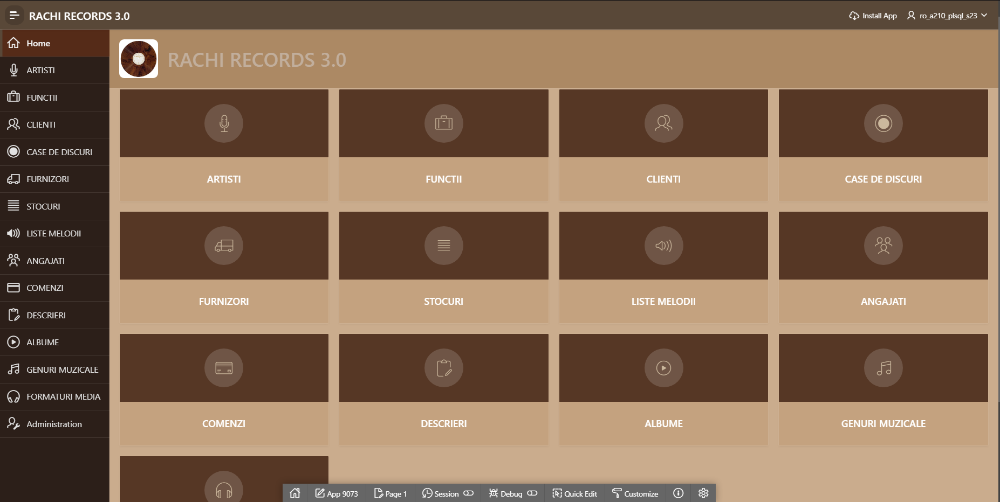 RACHI RECORDS 3.0
Install App
ro_a210_plsql_s23
Home
ARTISTI
FUNCTII
CLIENTI
CASE DE DISCURI
FURNIZORI
STOCURI
LISTE MELODII
ANGAJATI
COMENZI
DESCRIERI
ALBUME
GENURI MUZICALE
FORMATURI MEDIA
Administration
RACHI RECORDS 3.0
ARTISTI
FUNCTII
CLIENTI
CASE DE DISCURI
FURNIZORI
STOCURI
LISTE MELODII
ANGAJATI
COMENZI
DESCRIERI
ALBUME
GENURI MUZICALE
App 9073
Page 1
Session
Debug
Quick Edit
Customize